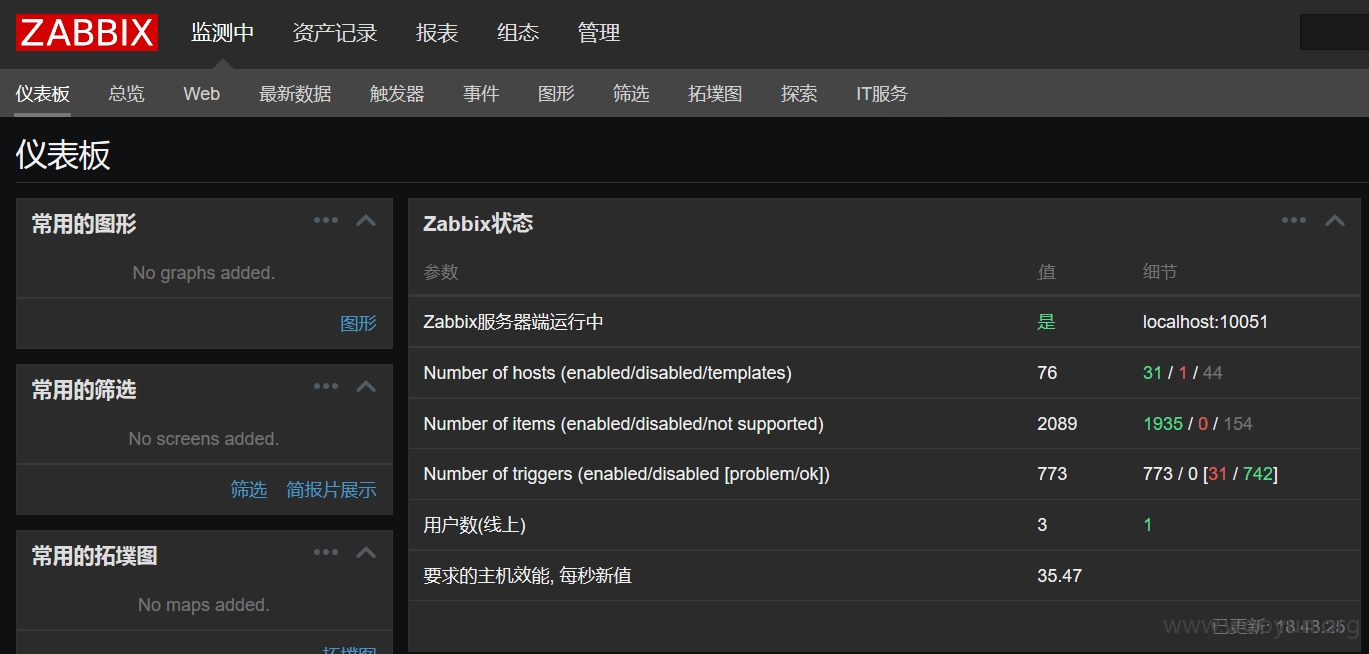 ZABBIX 监测中 资产记录 报表 组态 管理
仪表板 总览 Web 最新数据 触发器 事件 图形 筛选 拓墣图 探索 IT服务
仪表板
常用的图形
No graphs added.
图形
常用的筛选
No screens added.
筛选 简报片展示
常用的拓墣图
No maps added.
拓墣图
Zabbix状态
参数 值 细节
Zabbix服务器端运行中 是 localhost:10051
Number of hosts (enabled/disabled/templates) 76 31 / 1 / 44
Number of items (enabled/disabled/not supported) 2089 1935 / 0 / 154
Number of triggers (enabled/disabled [problem/ok]) 773 773 / 0 [31 / 742]
用户数(线上) 3 1
要求的主机效能, 每秒新值 35.47
已更新: 18:43:25